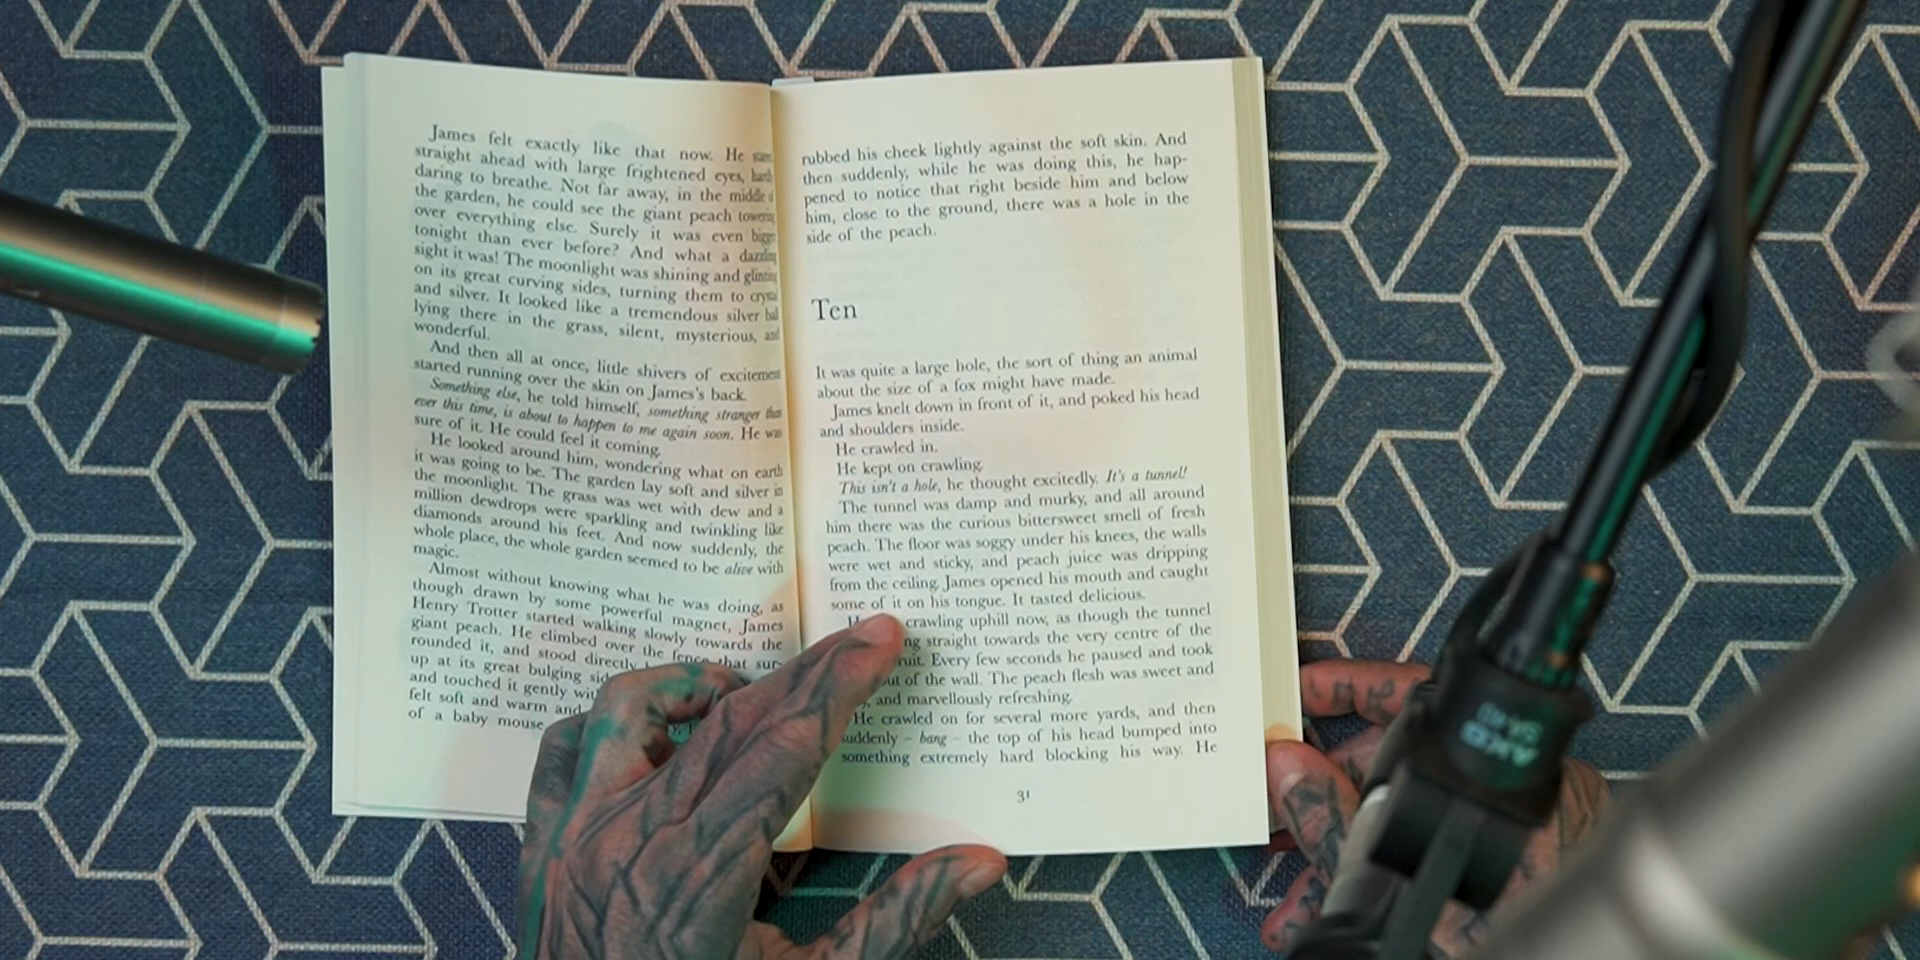 James felt exactly like that now. He
straight ahead with large frightened eyes,
daring to breathe. Not far away, in the middle
the garden, he could see the giant peach towering
over everything else. Surely it was even bigger
tonight than ever before? And what a dazzling
sight it was! The moonlight was shining and glinting
on its great curving sides, turning them to crystal
and silver. It looked like a tremendous silver ball
lying there in the grass, silent, mysterious, and
wonderful.
And then all at once, little shivers of excitement
started running over the skin on James's back.
Something else, he told himself, something stranger than
ever this time, is about to happen to me again soon. He was
sure of it. He could feel it coming.
He looked around him, wondering what on earth
it was going to be. The garden lay soft and silver in
the moonlight. The grass was wet with dew and a
million dewdrops were sparkling and twinkling like
diamonds around his feet. And now suddenly, the
whole place, the whole garden seemed to be alive with
magic.
Almost without knowing what he was doing, as
though drawn by some powerful magnet, James
Henry Trotter started walking slowly towards the
giant peach. He climbed over the fence that sur-
rounded it, and stood directly
up at its great bulging
and touched it gently
felt soft and warm and
of a baby mouse
rubbed his cheek lightly against the soft skin. And
then suddenly, while he was doing this, he hap-
pened to notice that right beside him and below
him, close to the ground, there was a hole in the
side of the peach.
Ten
It was quite a large hole, the sort of thing an animal
about the size of a fox might have made.
James knelt down in front of it, and poked his head
and shoulders inside.
He crawled in.
He kept on crawling.
This isn't a hole, he thought excitedly. It's a tunnel!
The tunnel was damp and murky, and all around
him there was the curious bittersweet smell of fresh
peach. The floor was soggy under his knees, the walls
were wet and sticky, and peach juice was dripping
from the ceiling. James opened his mouth and caught
some of it on his tongue. It tasted delicious.
crawling uphill now, as though the tunnel
straight towards the very centre of the
Every few seconds he paused and took
of the wall. The peach flesh was sweet and
and marvellously refreshing.
He crawled on for several more yards, and then
suddenly – bang – the top of his head bumped into
something extremely hard blocking his way. He
31
AKG